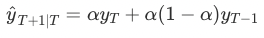 ŷ_{T+1|T} = αy_T + α(1 − α)y_{T−1}